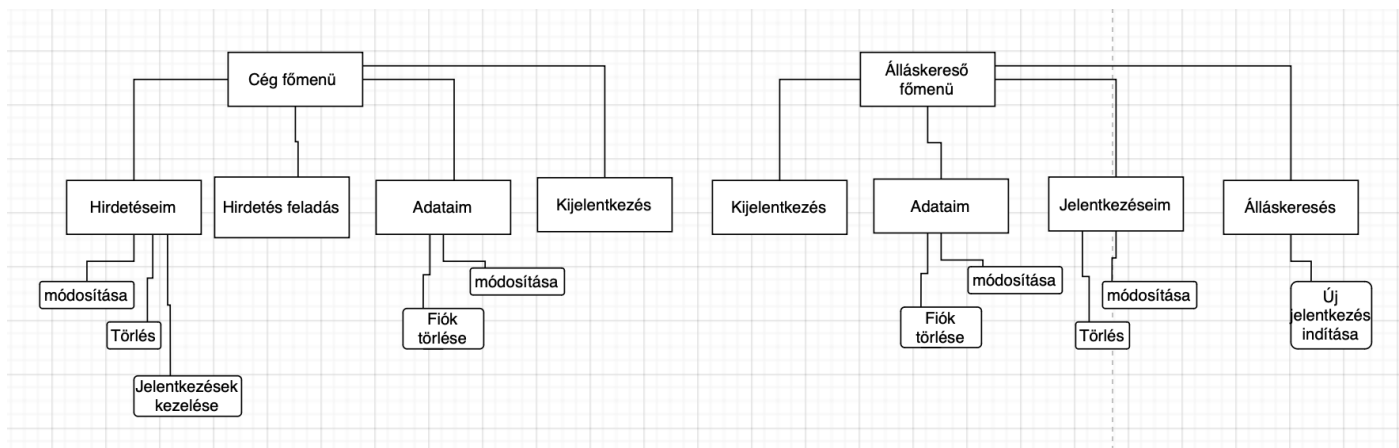 Cég főmenü
Álláskereső
főmenü
Hirdetéseim
Hirdetés feladás
Adataim
Kijelentkezés
Kijelentkezés
Adataim
Jelentkezéseim
Álláskeresés
módosítása
Törlés
Jelentkezések
kezelése
módosítása
Fiók
törlése
módosítása
Fiók
törlése
módosítása
Törlés
Új
jelentkezés
indítása